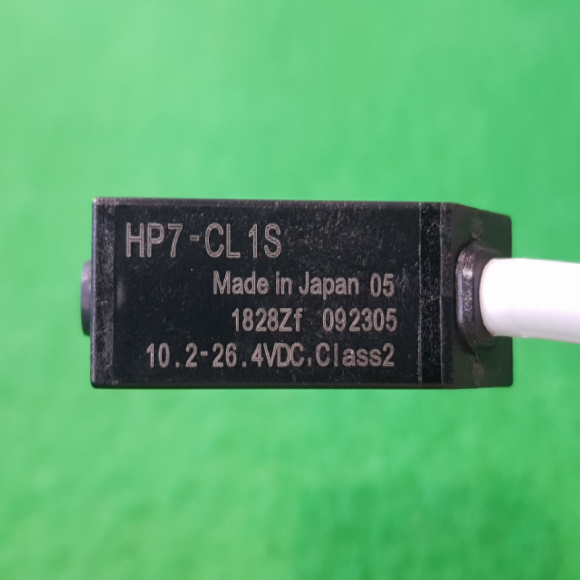 HP7-CL1S
Made in Japan 05
1828Zf 092305
10.2-26.4VDC,Class2